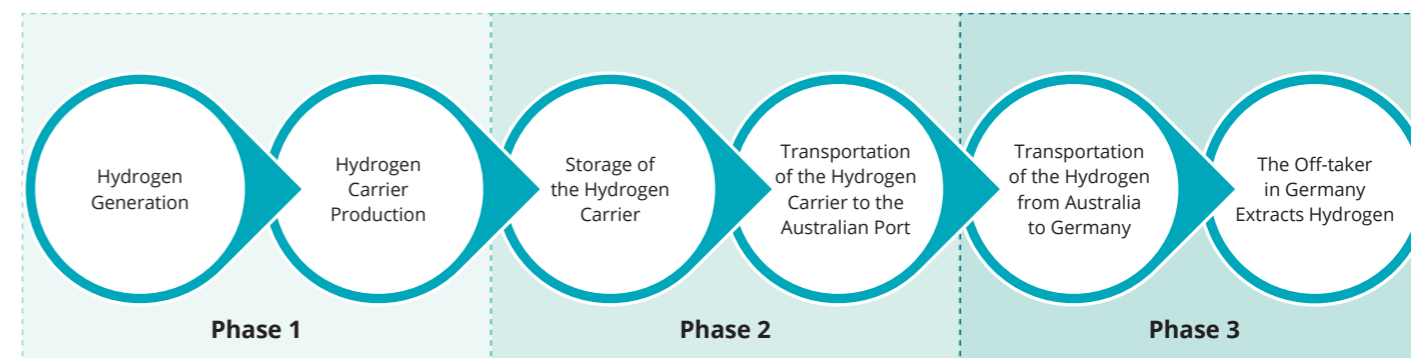 Hydrogen
Generation
Hydrogen
Carrier
Production
Storage of
the Hydrogen
Carrier
Transportation
of the Hydrogen
Carrier to the
Australian Port
Transportation
of the Hydrogen
from Australia
to Germany
The Off-taker
in Germany
Extracts Hydrogen
Phase 1
Phase 2
Phase 3